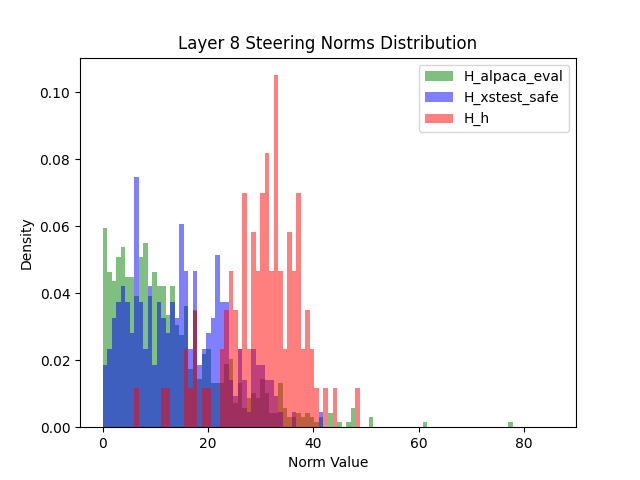 Layer 8 Steering Norms Distribution
H_alpaca_eval
H_xstest_safe
H_h
Density
0.10
0.08
0.06
0.04
0.02
0.00
0
20
40
60
80
Norm Value